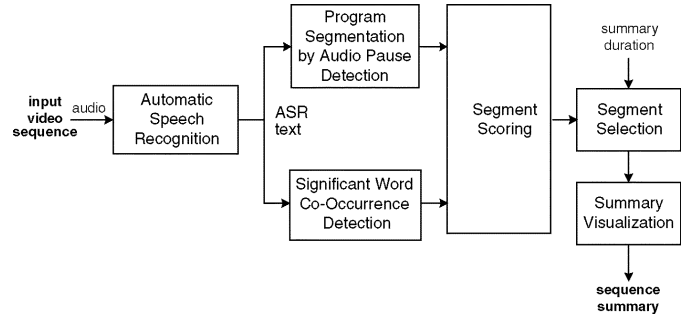 input
video
sequence
audio
Automatic
Speech
Recognition
ASR
text
Program
Segmentation
by Audio Pause
Detection
Significant Word
Co-Occurrence
Detection
Segment
Scoring
summary
duration
Segment
Selection
Summary
Visualization
sequence
summary